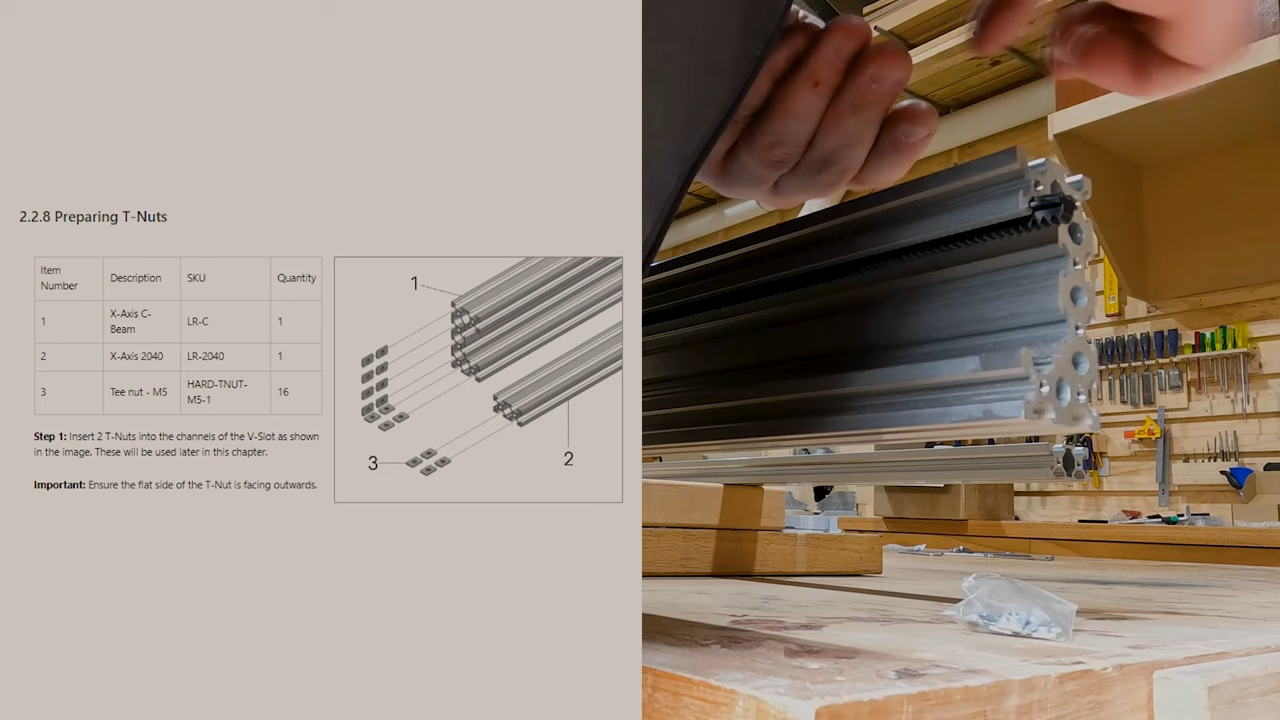 2.2.8 Preparing T-Nuts
Item Number
Description
SKU
Quantity
1
X-Axis C-
Beam
LR-C
1
2
X-Axis 2040
LR-2040
1
3
Tee nut - M5
HARD-TNUT-
M5-1
16
Step 1: Insert 2 T-Nuts into the channels of the V-Slot as shown
in the image. These will be used later in this chapter.
Important: Ensure the flat side of the T-Nut is facing outwards.
1
3
2